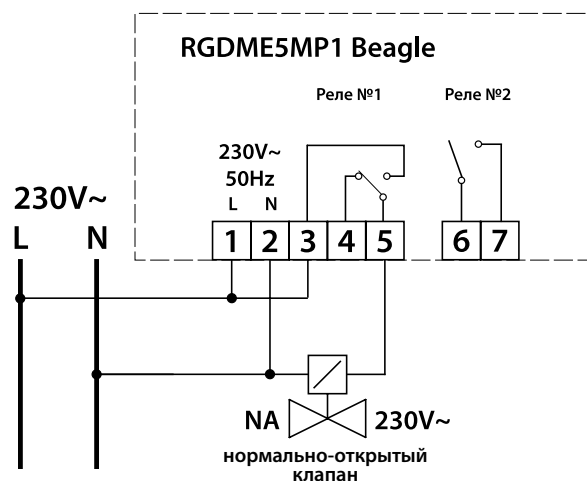 RGDME5MP1 Beagle
Реле №1 Реле №2
230V~
50Hz
L N
230V~
L N
1 2 3 4 5 6 7
NA 230V~
нормально-открытый
клапан